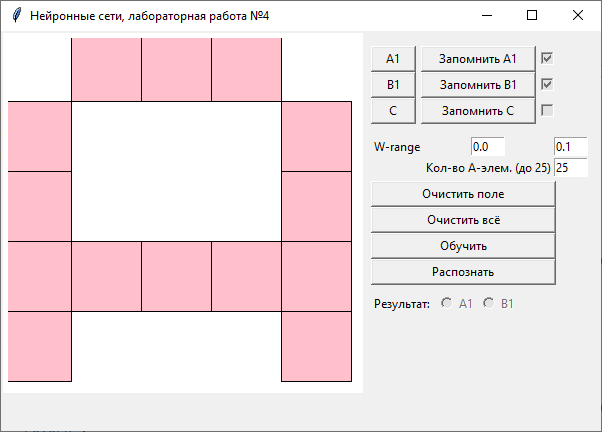 Нейронные сети, лабораторная работа №4
A1 Запомнить A1
B1 Запомнить B1
C Запомнить C
W-range 0.0 0.1
Кол-во А-элем. (до 25) 25
Очистить поле
Очистить всё
Обучить
Распознать
Результат: A1 B1